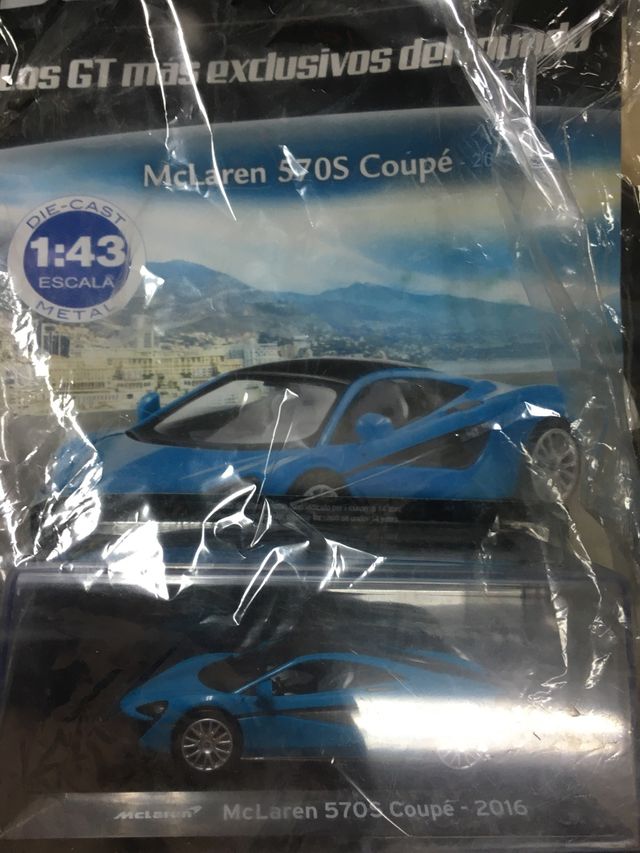 Los GT más exclusivos del mundo
McLaren 570S Coupé
DIE-CAST
1:43
ESCALA
METAL
McLaren
McLaren 570S Coupé - 2016